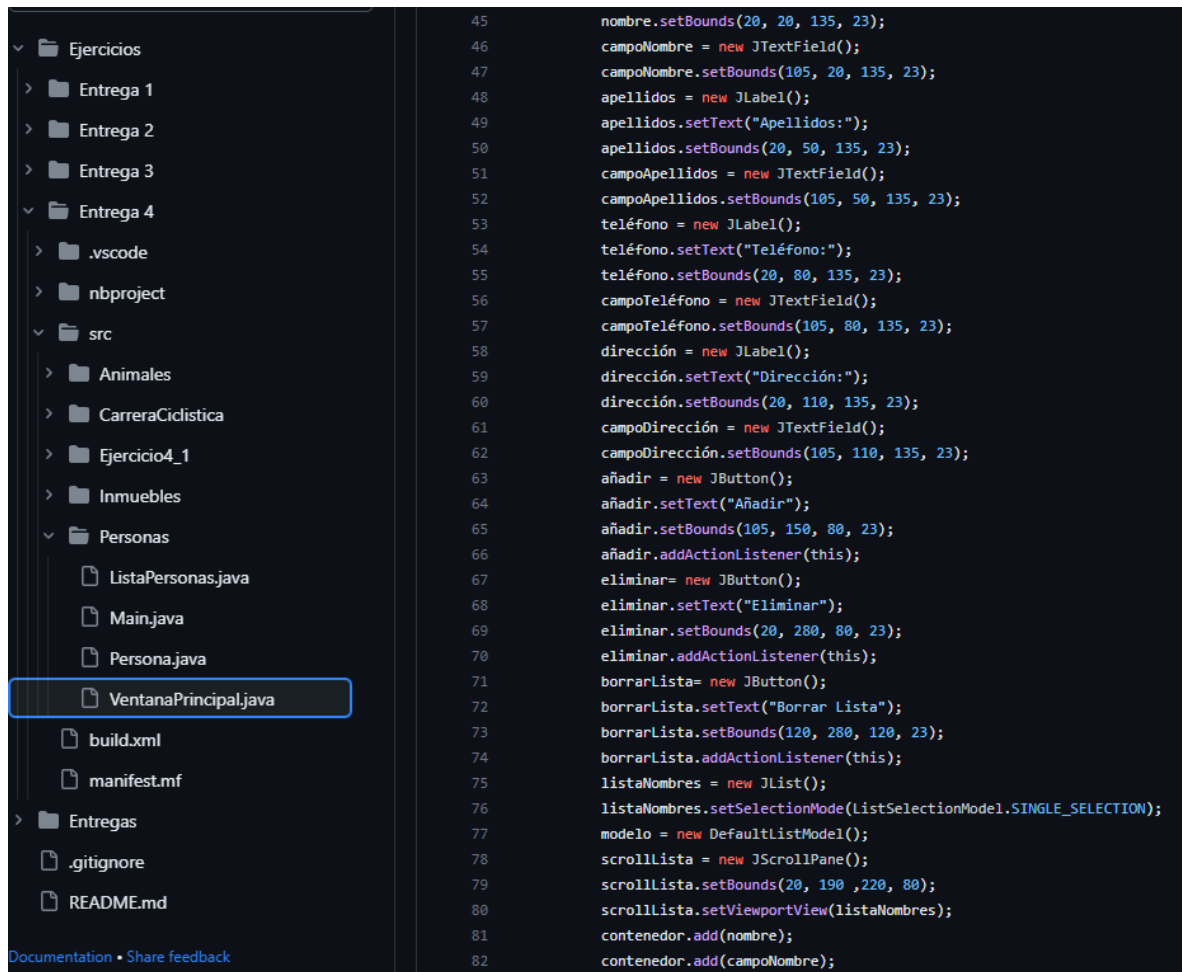 Ejercicios
Entrega 1
Entrega 2
Entrega 3
Entrega 4
.vscode
nbproject
src
Animales
CarreraCiclistica
Ejercicio4_1
Inmuebles
Personas
ListaPersonas.java
Main.java
Persona.java
VentanaPrincipal.java
build.xml
manifest.mf
Entregas
.gitignore
README.md
Documentation • Share feedback
45 nombre.setBounds(20, 20, 135, 23);
46 campoNombre = new JTextField();
47 campoNombre.setBounds(105, 20, 135, 23);
48 apellidos = new JLabel();
49 apellidos.setText("Apellidos:");
50 apellidos.setBounds(20, 50, 135, 23);
51 campoApellidos = new JTextField();
52 campoApellidos.setBounds(105, 50, 135, 23);
53 teléfono = new JLabel();
54 teléfono.setText("Teléfono:");
55 teléfono.setBounds(20, 80, 135, 23);
56 campoTeléfono = new JTextField();
57 campoTeléfono.setBounds(105, 80, 135, 23);
58 dirección = new JLabel();
59 dirección.setText("Dirección:");
60 dirección.setBounds(20, 110, 135, 23);
61 campoDirección = new JTextField();
62 campoDirección.setBounds(105, 110, 135, 23);
63 añadir = new JButton();
64 añadir.setText("Añadir");
65 añadir.setBounds(105, 150, 80, 23);
66 añadir.addActionListener(this);
67 eliminar= new JButton();
68 eliminar.setText("Eliminar");
69 eliminar.setBounds(20, 280, 80, 23);
70 eliminar.addActionListener(this);
71 borrarLista= new JButton();
72 borrarLista.setText("Borrar Lista");
73 borrarLista.setBounds(120, 280, 120, 23);
74 borrarLista.addActionListener(this);
75 listaNombres = new JList();
76 listaNombres.setSelectionMode(ListSelectionModel.SINGLE_SELECTION);
77 modelo = new DefaultListModel();
78 scrollLista = new JScrollPane();
79 scrollLista.setBounds(20, 190 ,220, 80);
80 scrollLista.setViewportView(listaNombres);
81 contenedor.add(nombre);
82 contenedor.add(campoNombre);